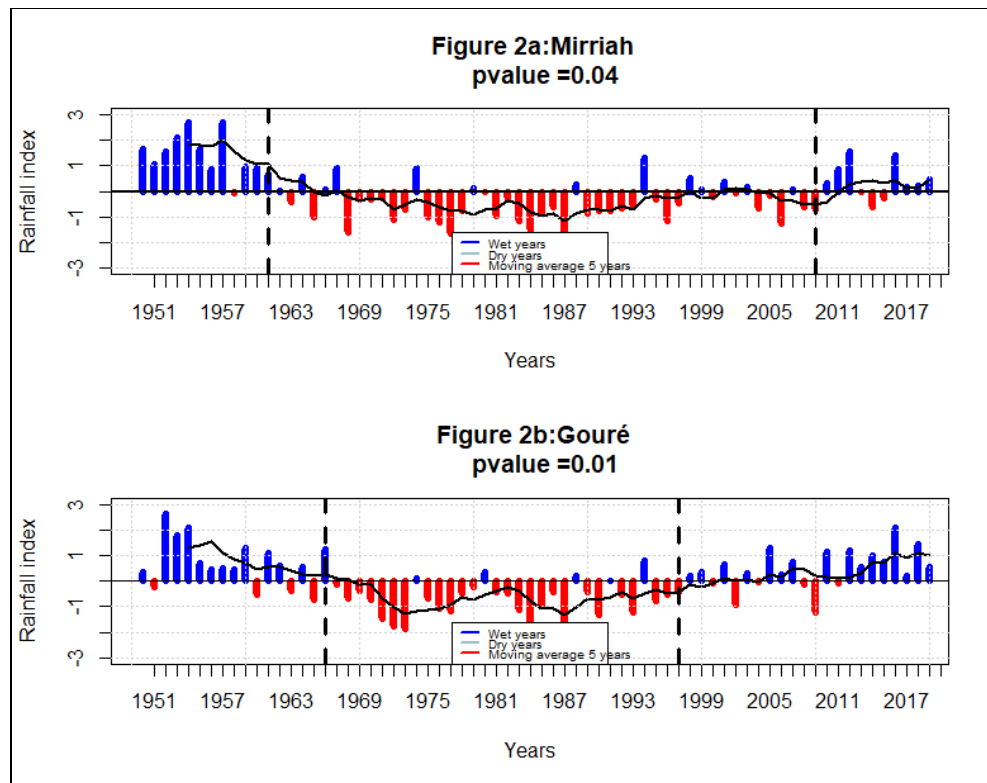 Figure 2a:Mirriah
pvalue =0.04
Rainfall index
3
1
-1
-3
Wet years
Dry years
Moving average 5 years
1951 1957 1963 1969 1975 1981 1987 1993 1999 2005 2011 2017
Years
Figure 2b:Gouré
pvalue =0.01
Rainfall index
3
1
-1
-3
Wet years
Dry years
Moving average 5 years
1951 1957 1963 1969 1975 1981 1987 1993 1999 2005 2011 2017
Years